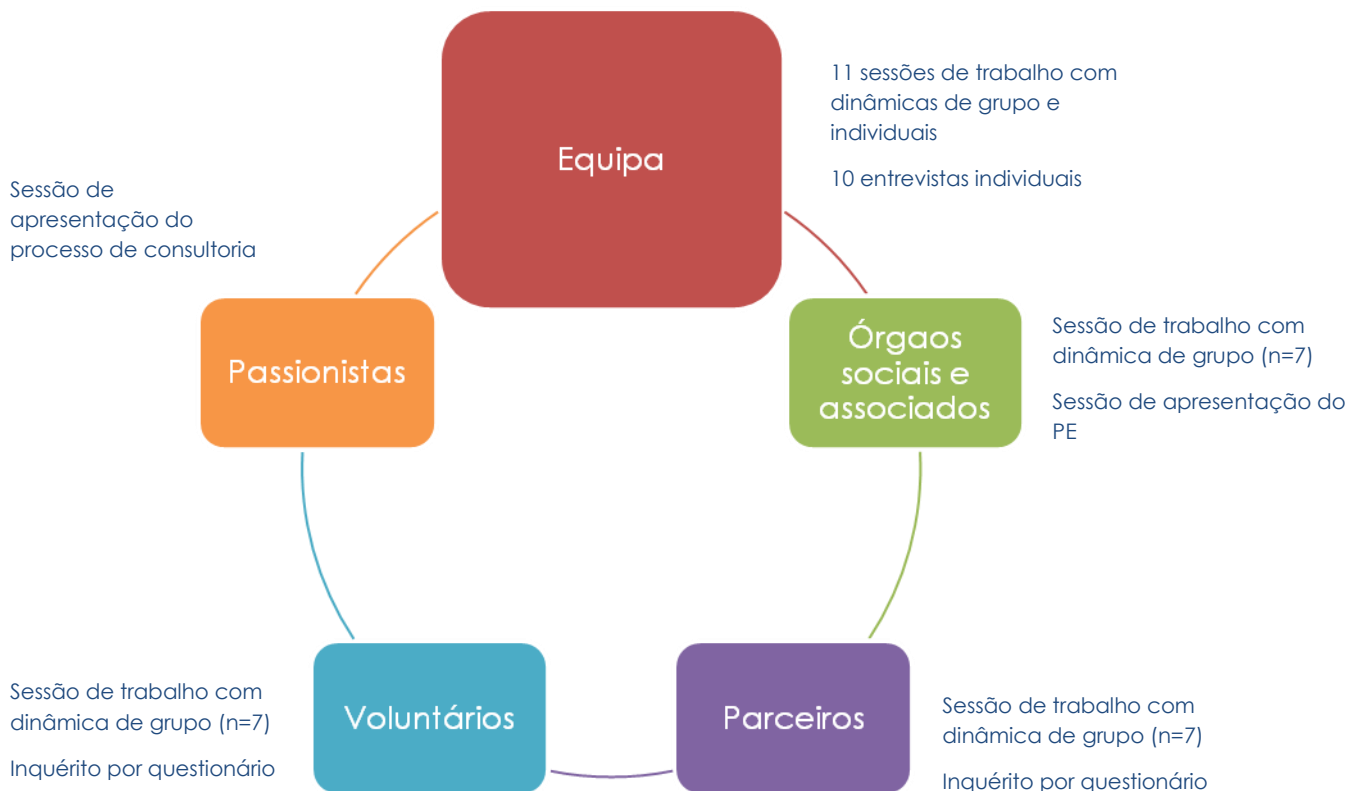 Equipa
11 sessões de trabalho com
dinâmicas de grupo e
individuais
10 entrevistas individuais
Sessão de
apresentação do
processo de consultoria
Passionistas
Órgaos
sociais e
associados
Sessão de trabalho com
dinâmica de grupo (n=7)
Sessão de apresentação do
PE
Sessão de trabalho com
dinâmica de grupo (n=7)
Inquérito por questionário
Voluntários
Parceiros
Sessão de trabalho com
dinâmica de grupo (n=7)
Inquérito por questionário